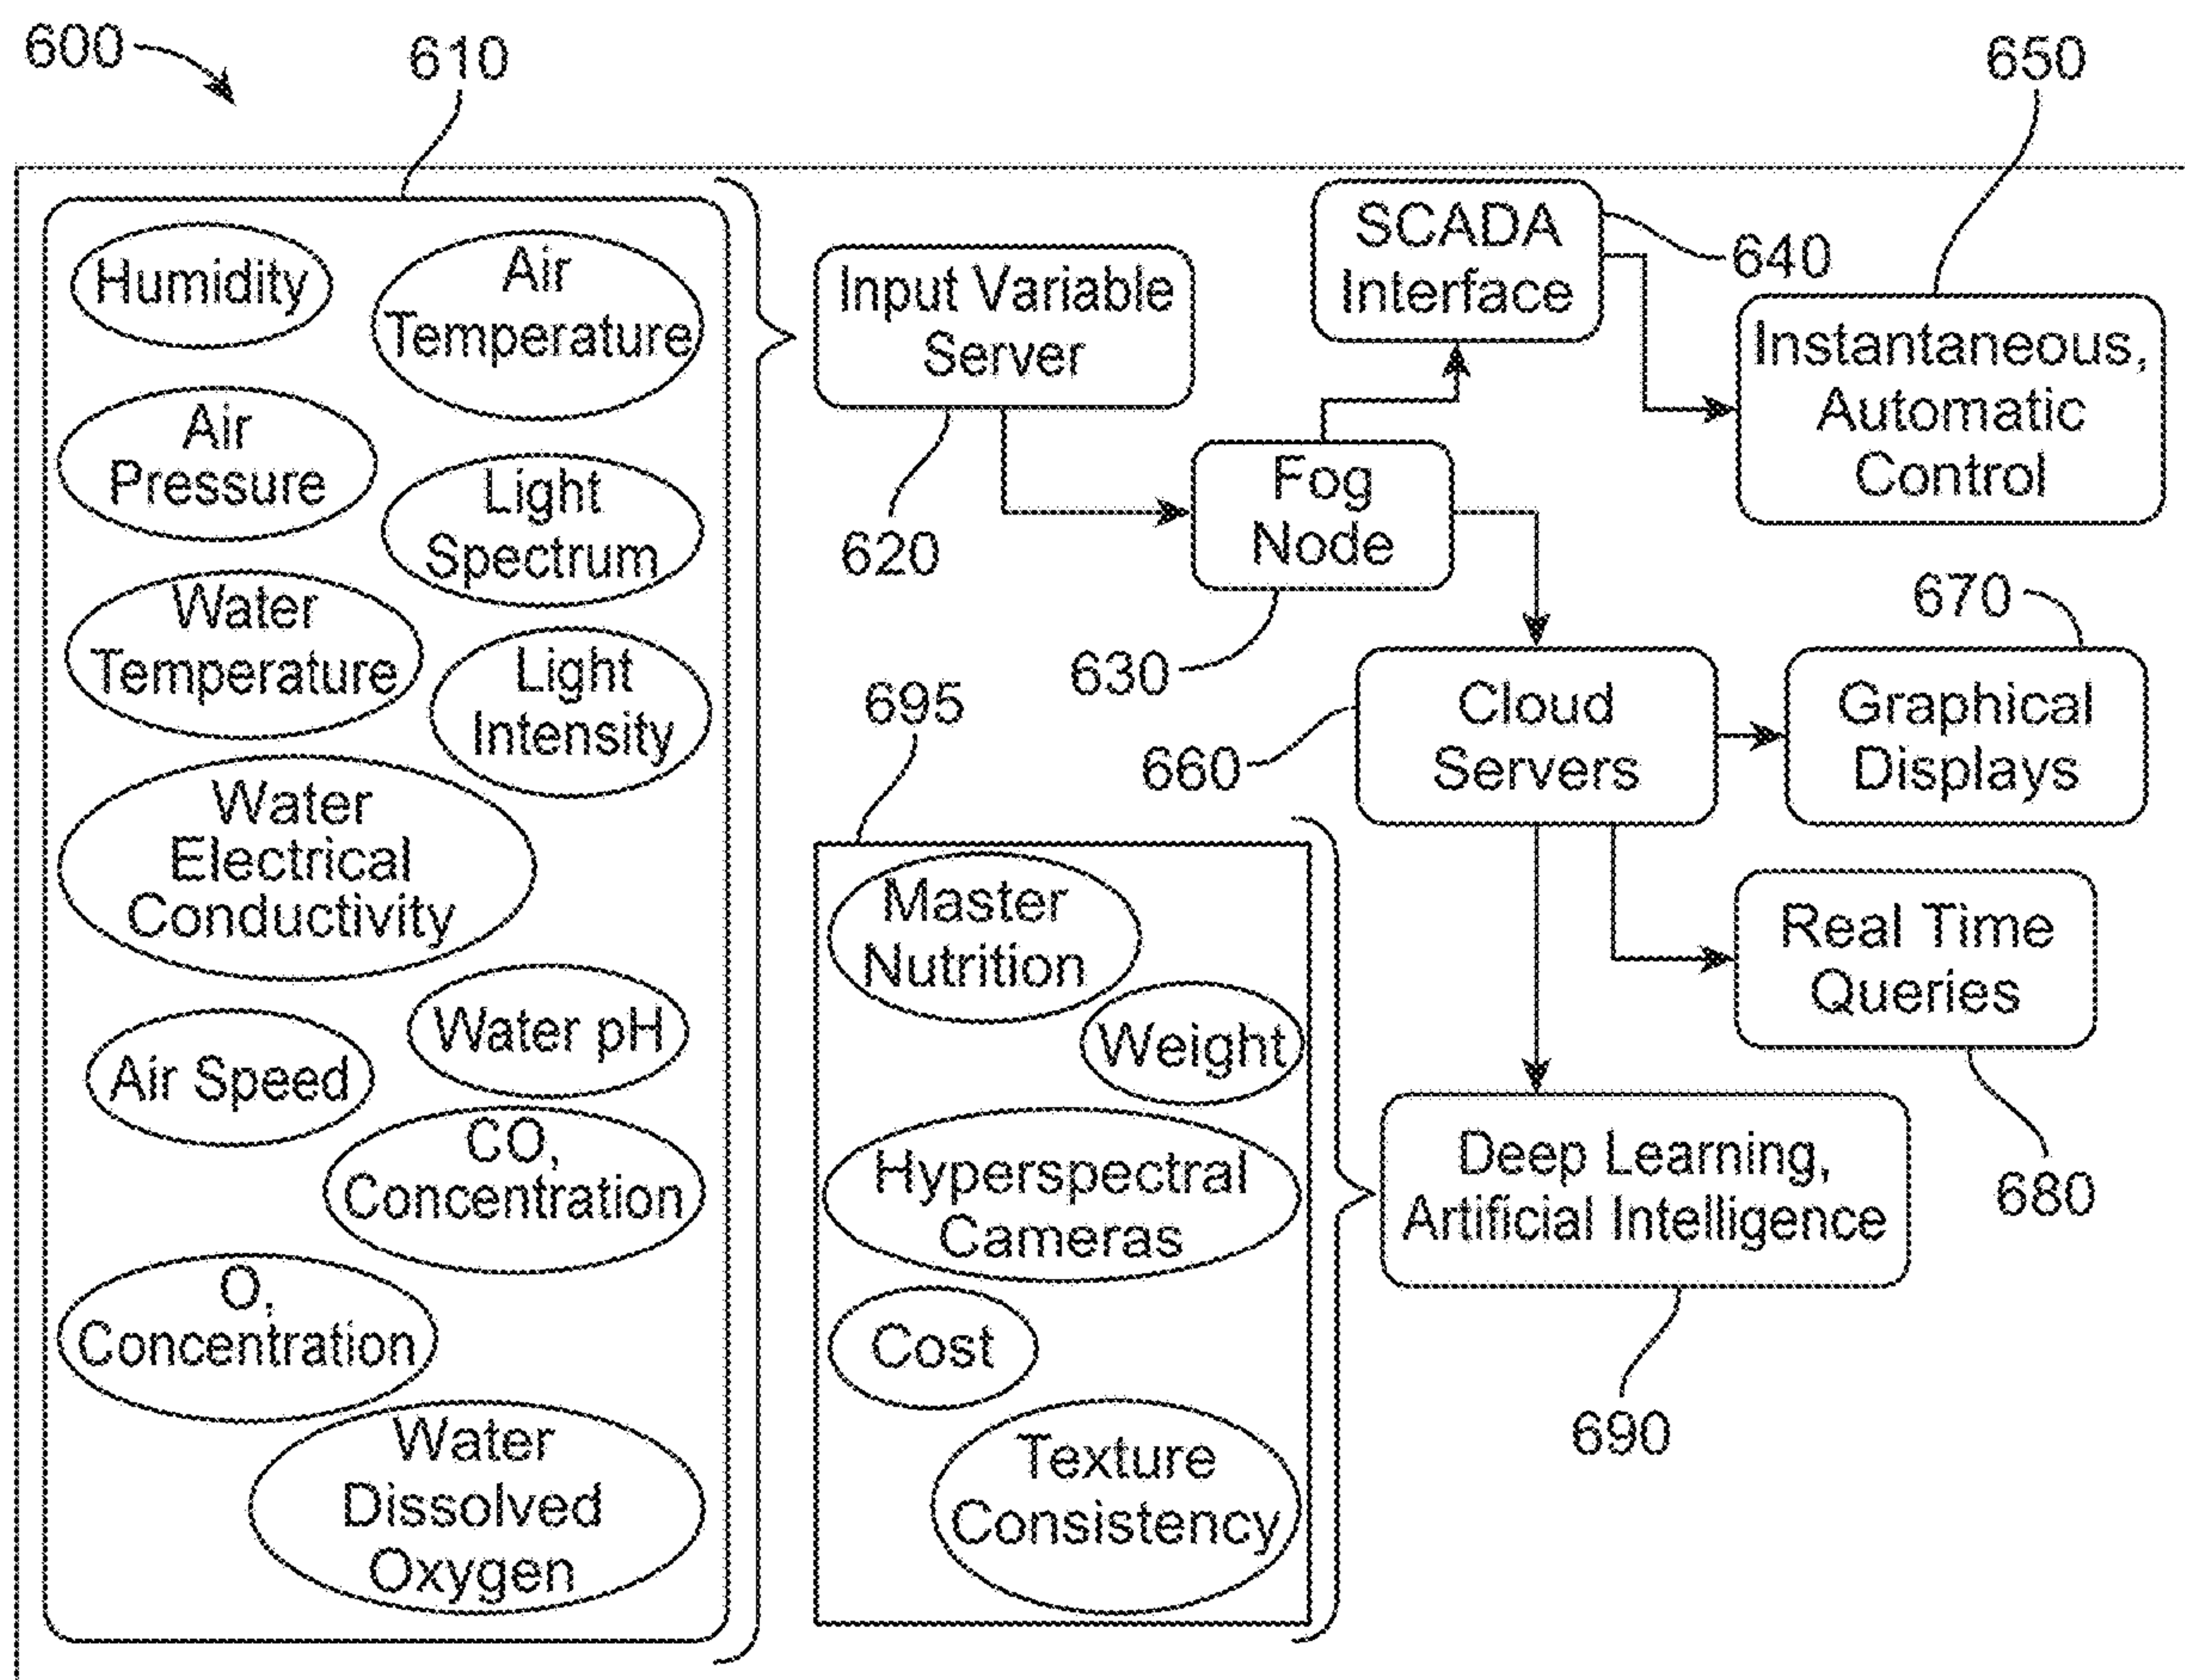 600
610
650
Humidity
Air
Temperature
Air
Pressure
Light
Spectrum
Water
Temperature
Light
Intensity
Water
Electrical
Conductivity
Water pH
Air Speed
CO,
Concentration
O,
Concentration
Water
Dissolved
Oxygen
Input Variable
Server
620
Fog
Node
630
SCADA
Interface
640
Instantaneous,
Automatic
Control
Cloud
Servers
660
670
Graphical
Displays
Real Time
Queries
680
695
Master
Nutrition
Weight
Hyperspectral
Cameras
Cost
Texture
Consistency
Deep Learning,
Artificial Intelligence
690